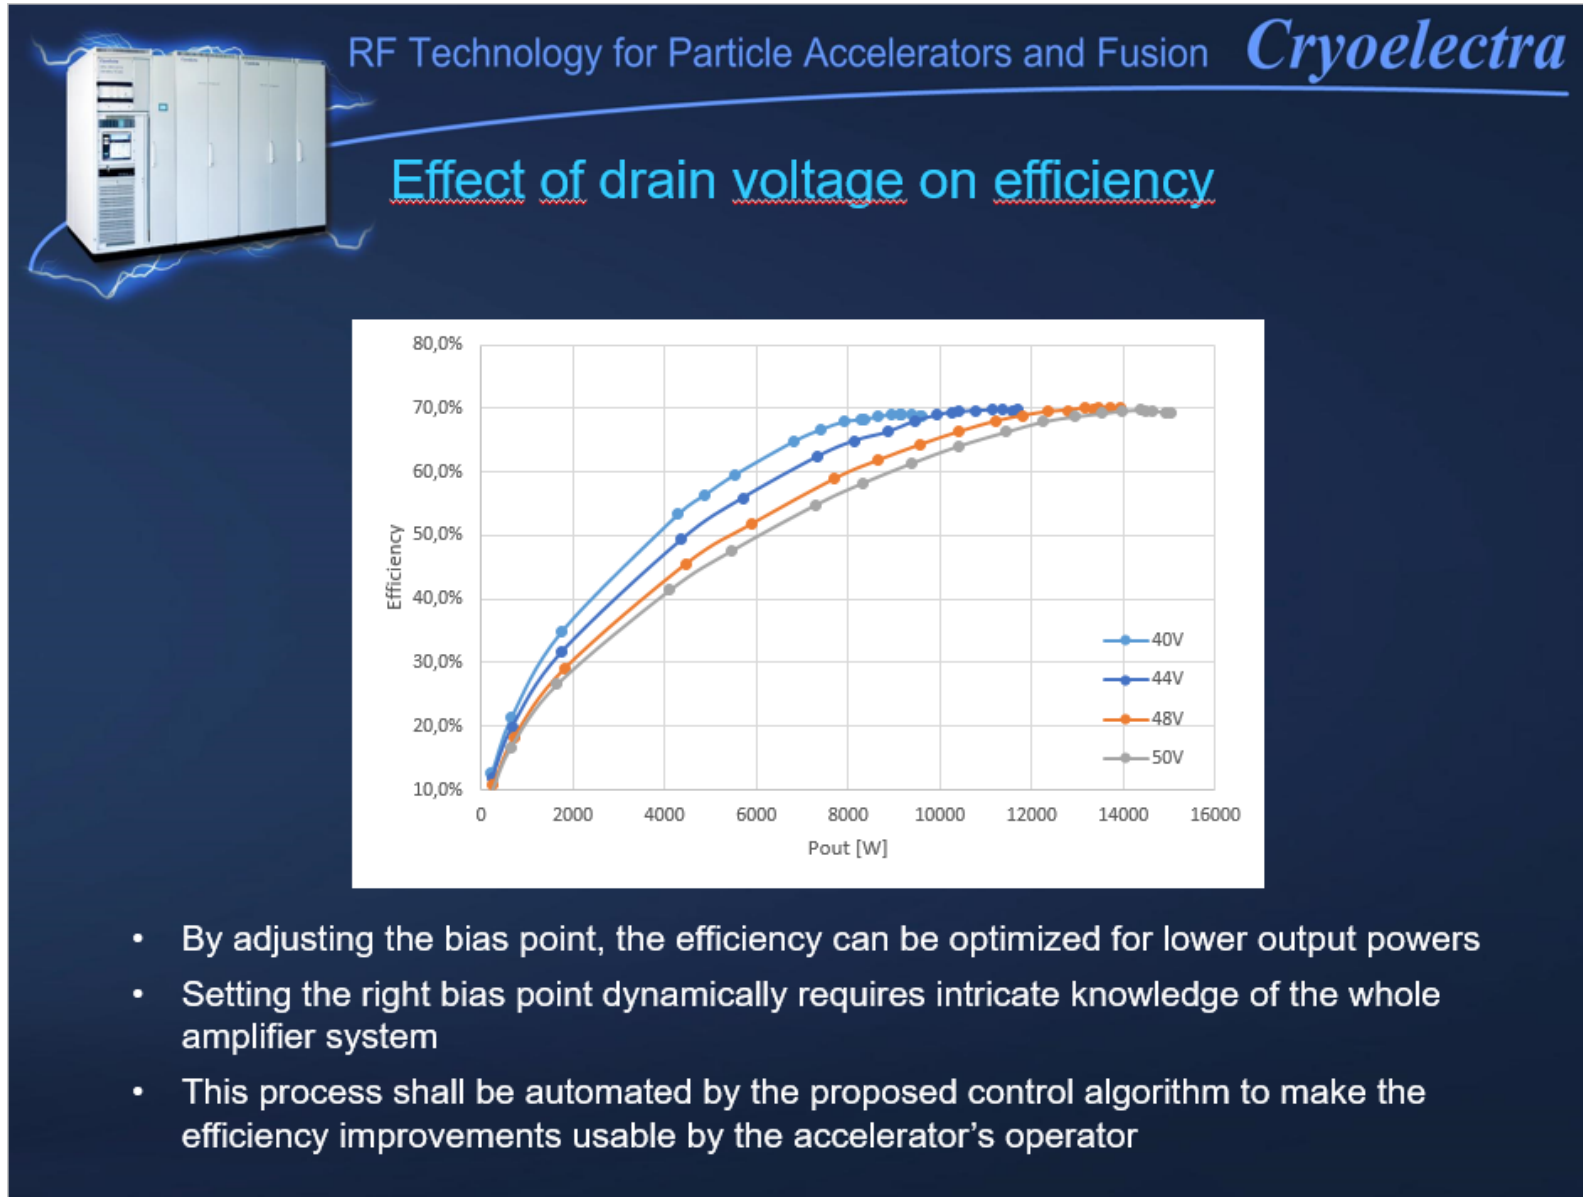 RF Technology for Particle Accelerators and Fusion
Cryoelectra
Effect of drain voltage on efficiency
80,0%
70,0%
60,0%
50,0%
40,0%
30,0%
20,0%
10,0%
Efficiency
0 2000 4000 6000 8000 10000 12000 14000 16000
Pout [W]
40V
44V
48V
50V
• By adjusting the bias point, the efficiency can be optimized for lower output powers
• Setting the right bias point dynamically requires intricate knowledge of the whole
amplifier system
• This process shall be automated by the proposed control algorithm to make the
efficiency improvements usable by the accelerator’s operator